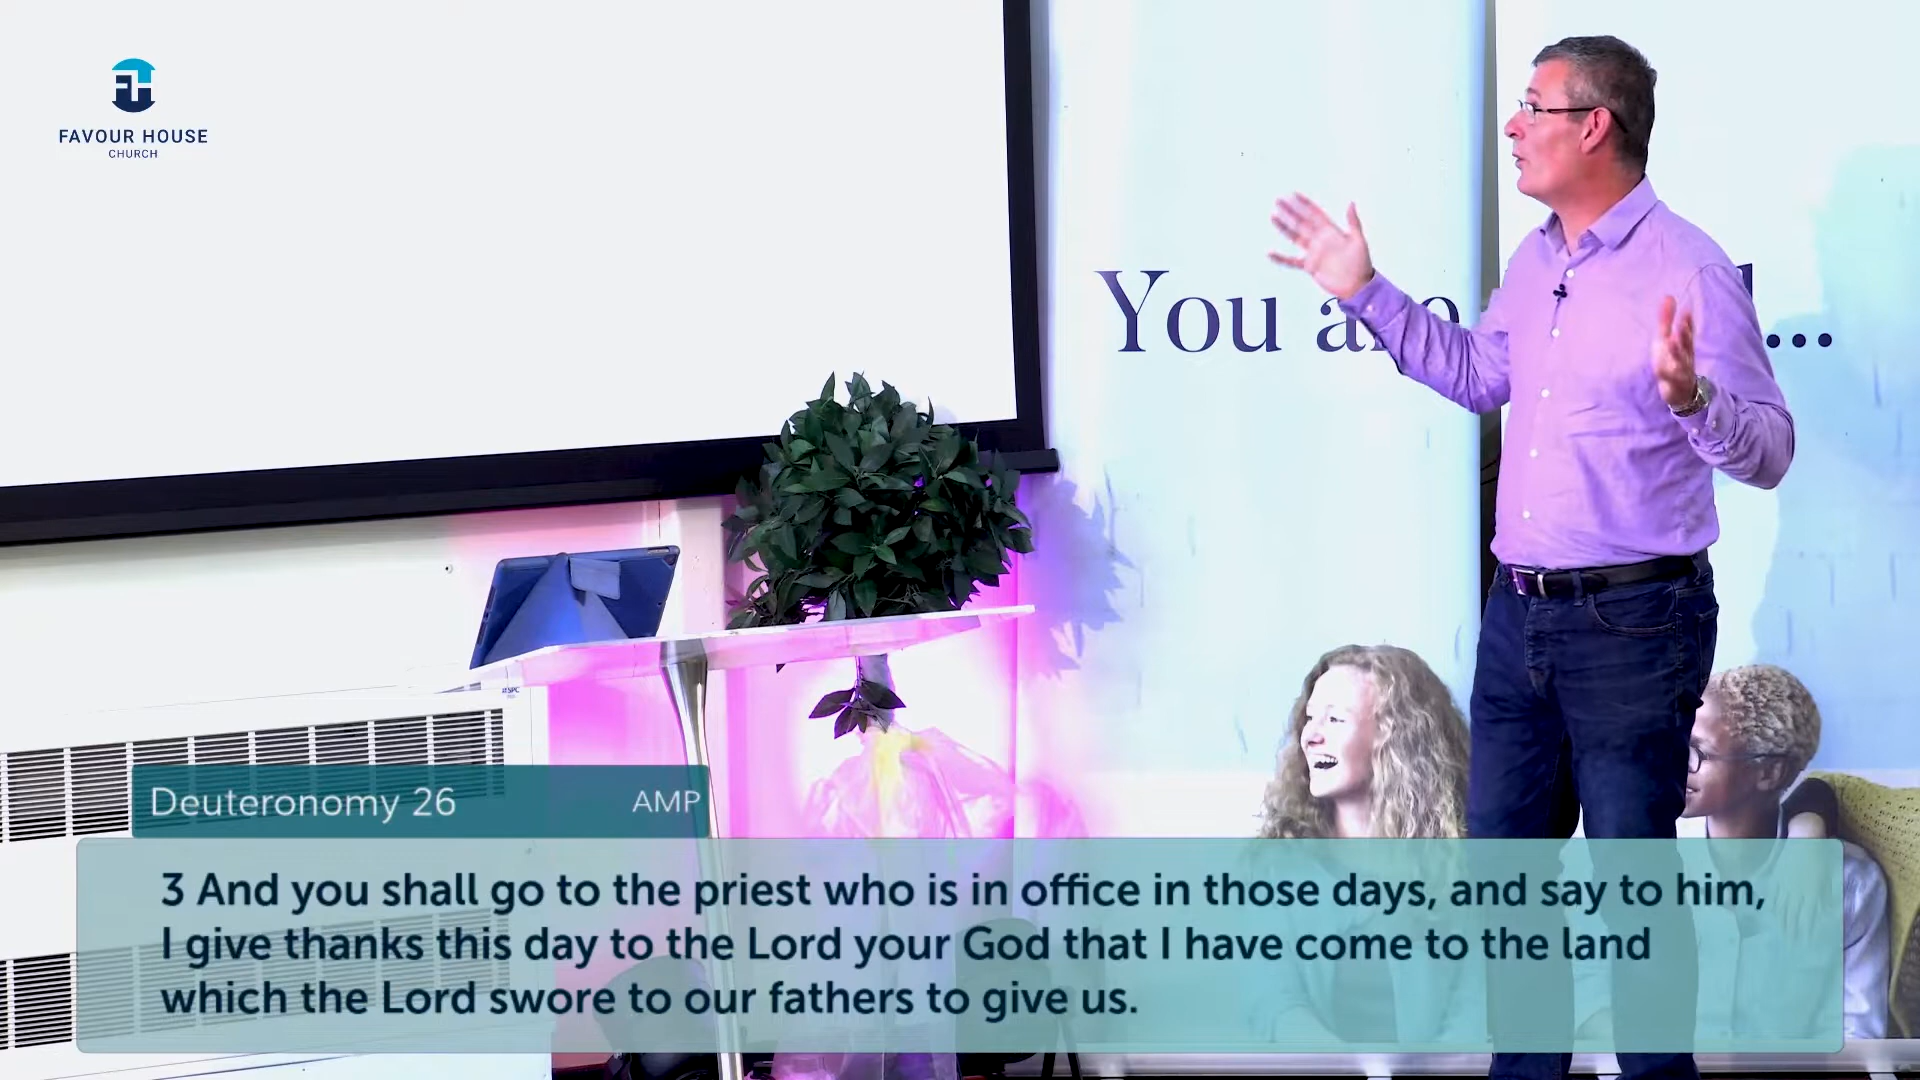 FAVOUR HOUSE
CHURCH
You are
...
Deuteronomy 26 AMP
3 And you shall go to the priest who is in office in those days, and say to him,
I give thanks this day to the Lord your God that I have come to the land
which the Lord swore to our fathers to give us.